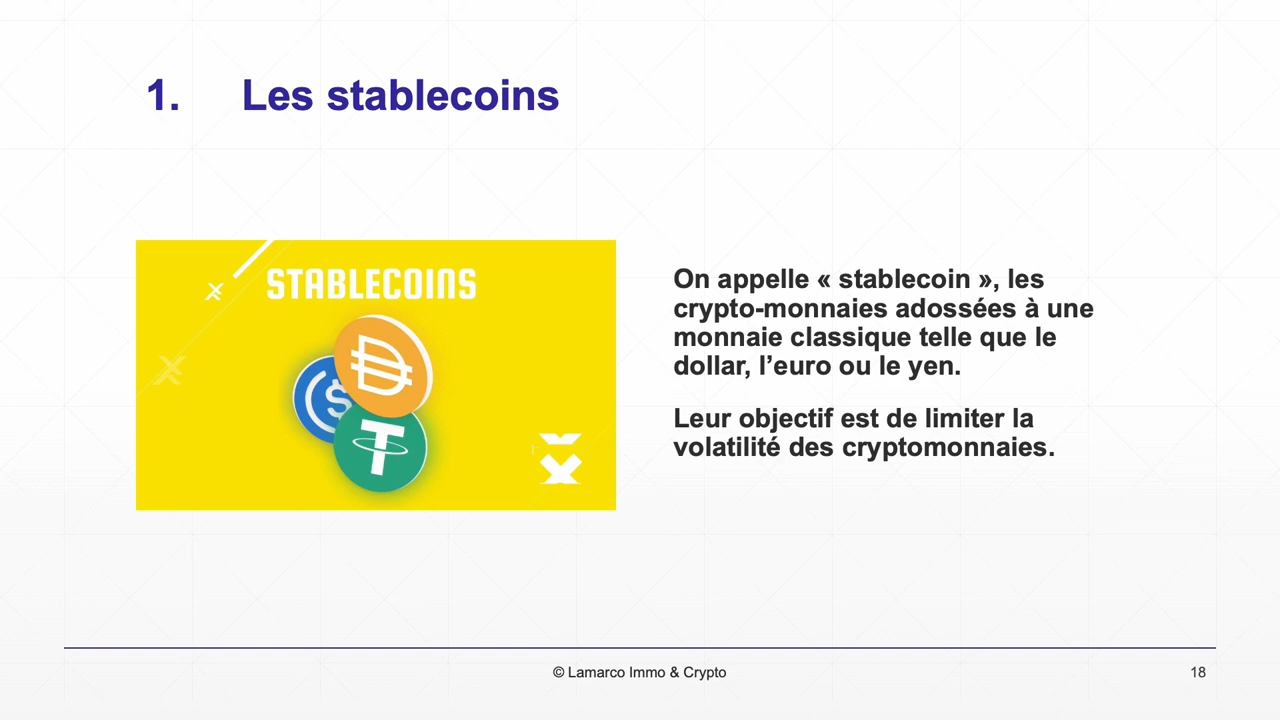 1. Les stablecoins
STABLECOINS
On appelle « stablecoin », les
crypto-monnaies adossées à une
monnaie classique telle que le
dollar, l’euro ou le yen.
Leur objectif est de limiter la
volatilité des cryptomonnaies.
© Lamarco Immo & Crypto
18